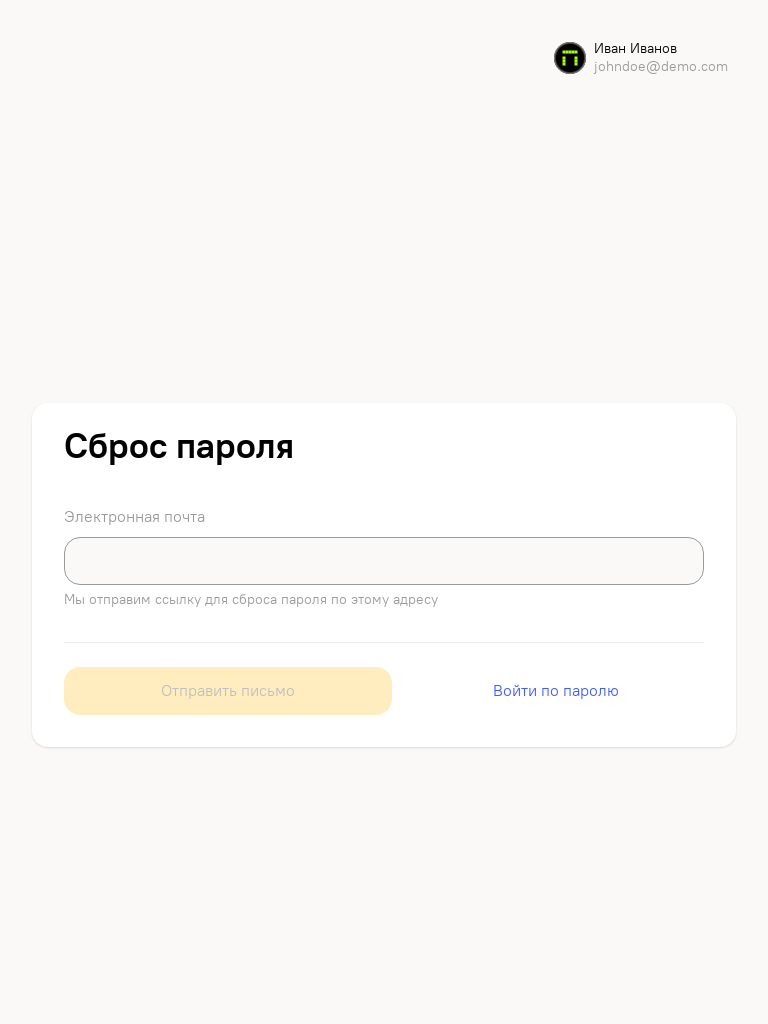 Иван Иванов
johndoe@demo.com
Сброс пароля
Электронная почта
Мы отправим ссылку для сброса пароля по этому адресу
Отправить письмо
Войти по паролю